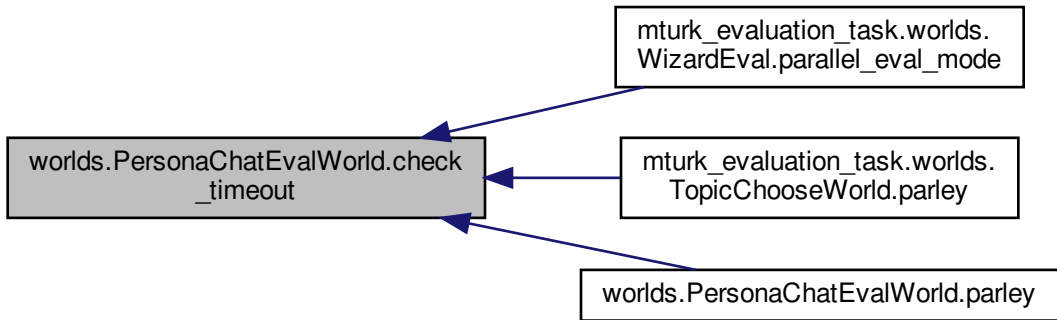 worlds.PersonaChatEvalWorld.check
_timeout
mturk_evaluation_task.worlds.
WizardEval.parallel_eval_mode
mturk_evaluation_task.worlds.
TopicChooseWorld.parley
worlds.PersonaChatEvalWorld.parley